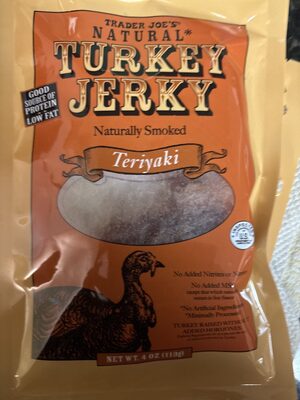 TRADER JOE'S
NATURAL*
TURKEY
JERKY
GOOD
SOURCE OF
PROTEIN
LOW FAT
Naturally Smoked
Teriyaki
U.S.
No Added Nitrites or
No Added MSG
"No Artificial Ingredients
"Minimally Processed
TURKEY RAISED WITHOUT
ADDED HORMONES
NET WT. 4 OZ (113g)